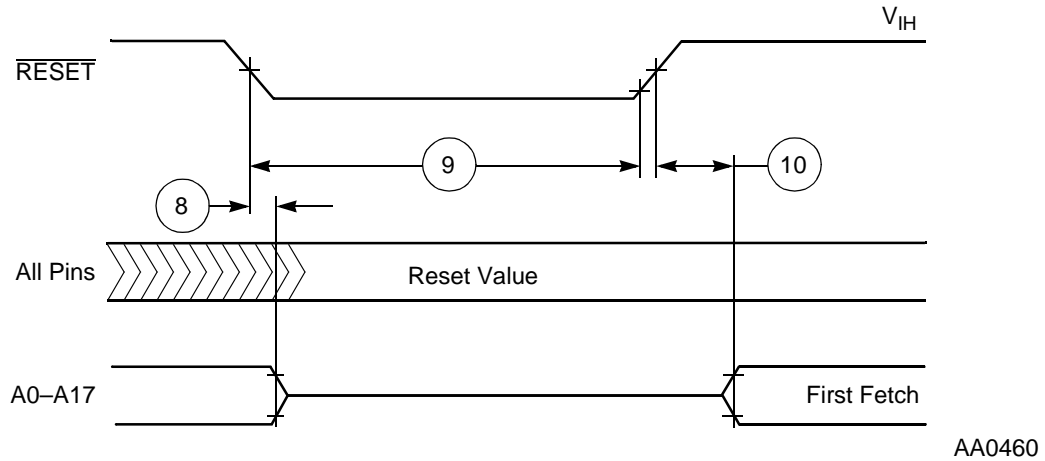 V_IH
RESET
9
10
8
All Pins
Reset Value
A0–A17
First Fetch
AA0460